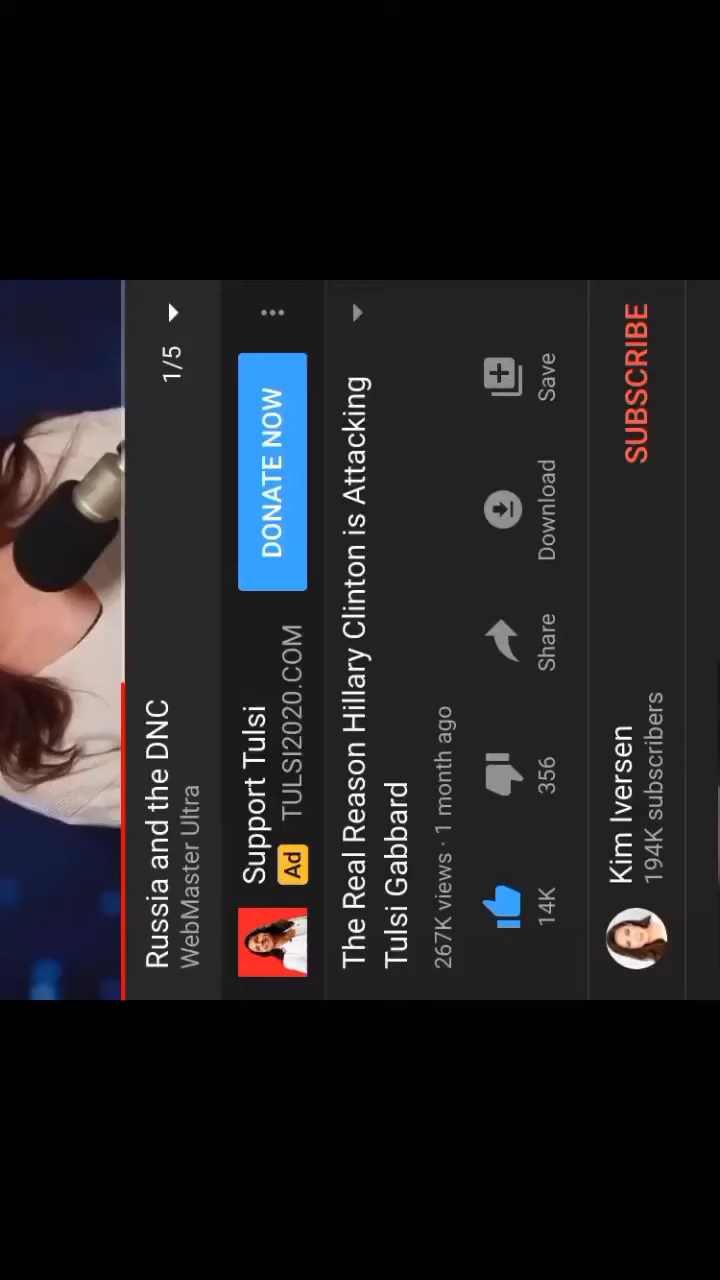 Russia and the DNC
1/5
WebMaster Ultra
Support Tulsi
Ad TULSI2020.COM
DONATE NOW
The Real Reason Hillary Clinton is Attacking
Tulsi Gabbard
267K views · 1 month ago
14K 356 Share Download Save
Kim Iversen
194K subscribers
SUBSCRIBE